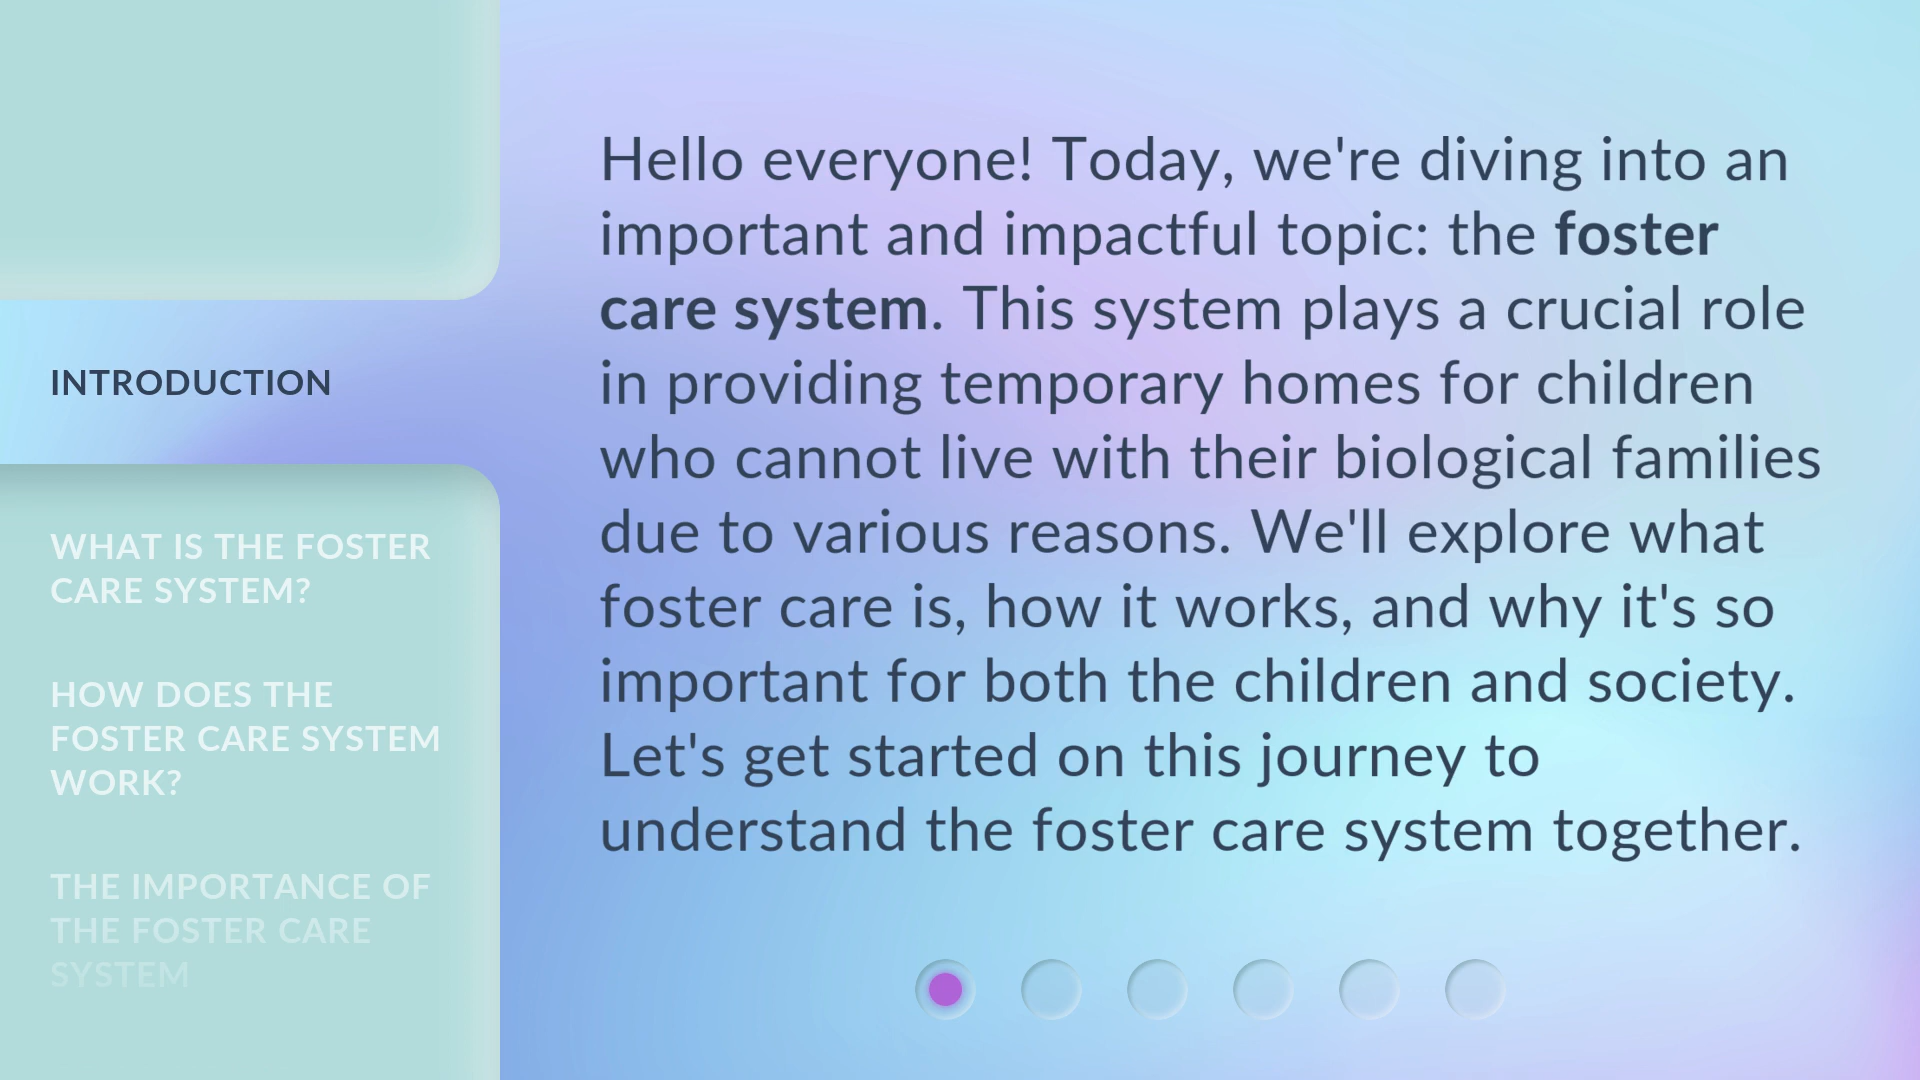 INTRODUCTION
WHAT IS THE FOSTER
CARE SYSTEM?
HOW DOES THE
FOSTER CARE SYSTEM
WORK?
THE IMPORTANCE OF
THE FOSTER CARE
SYSTEM
Hello everyone! Today, we're diving into an
important and impactful topic: the foster
care system. This system plays a crucial role
in providing temporary homes for children
who cannot live with their biological families
due to various reasons. We'll explore what
foster care is, how it works, and why it's so
important for both the children and society.
Let's get started on this journey to
understand the foster care system together.